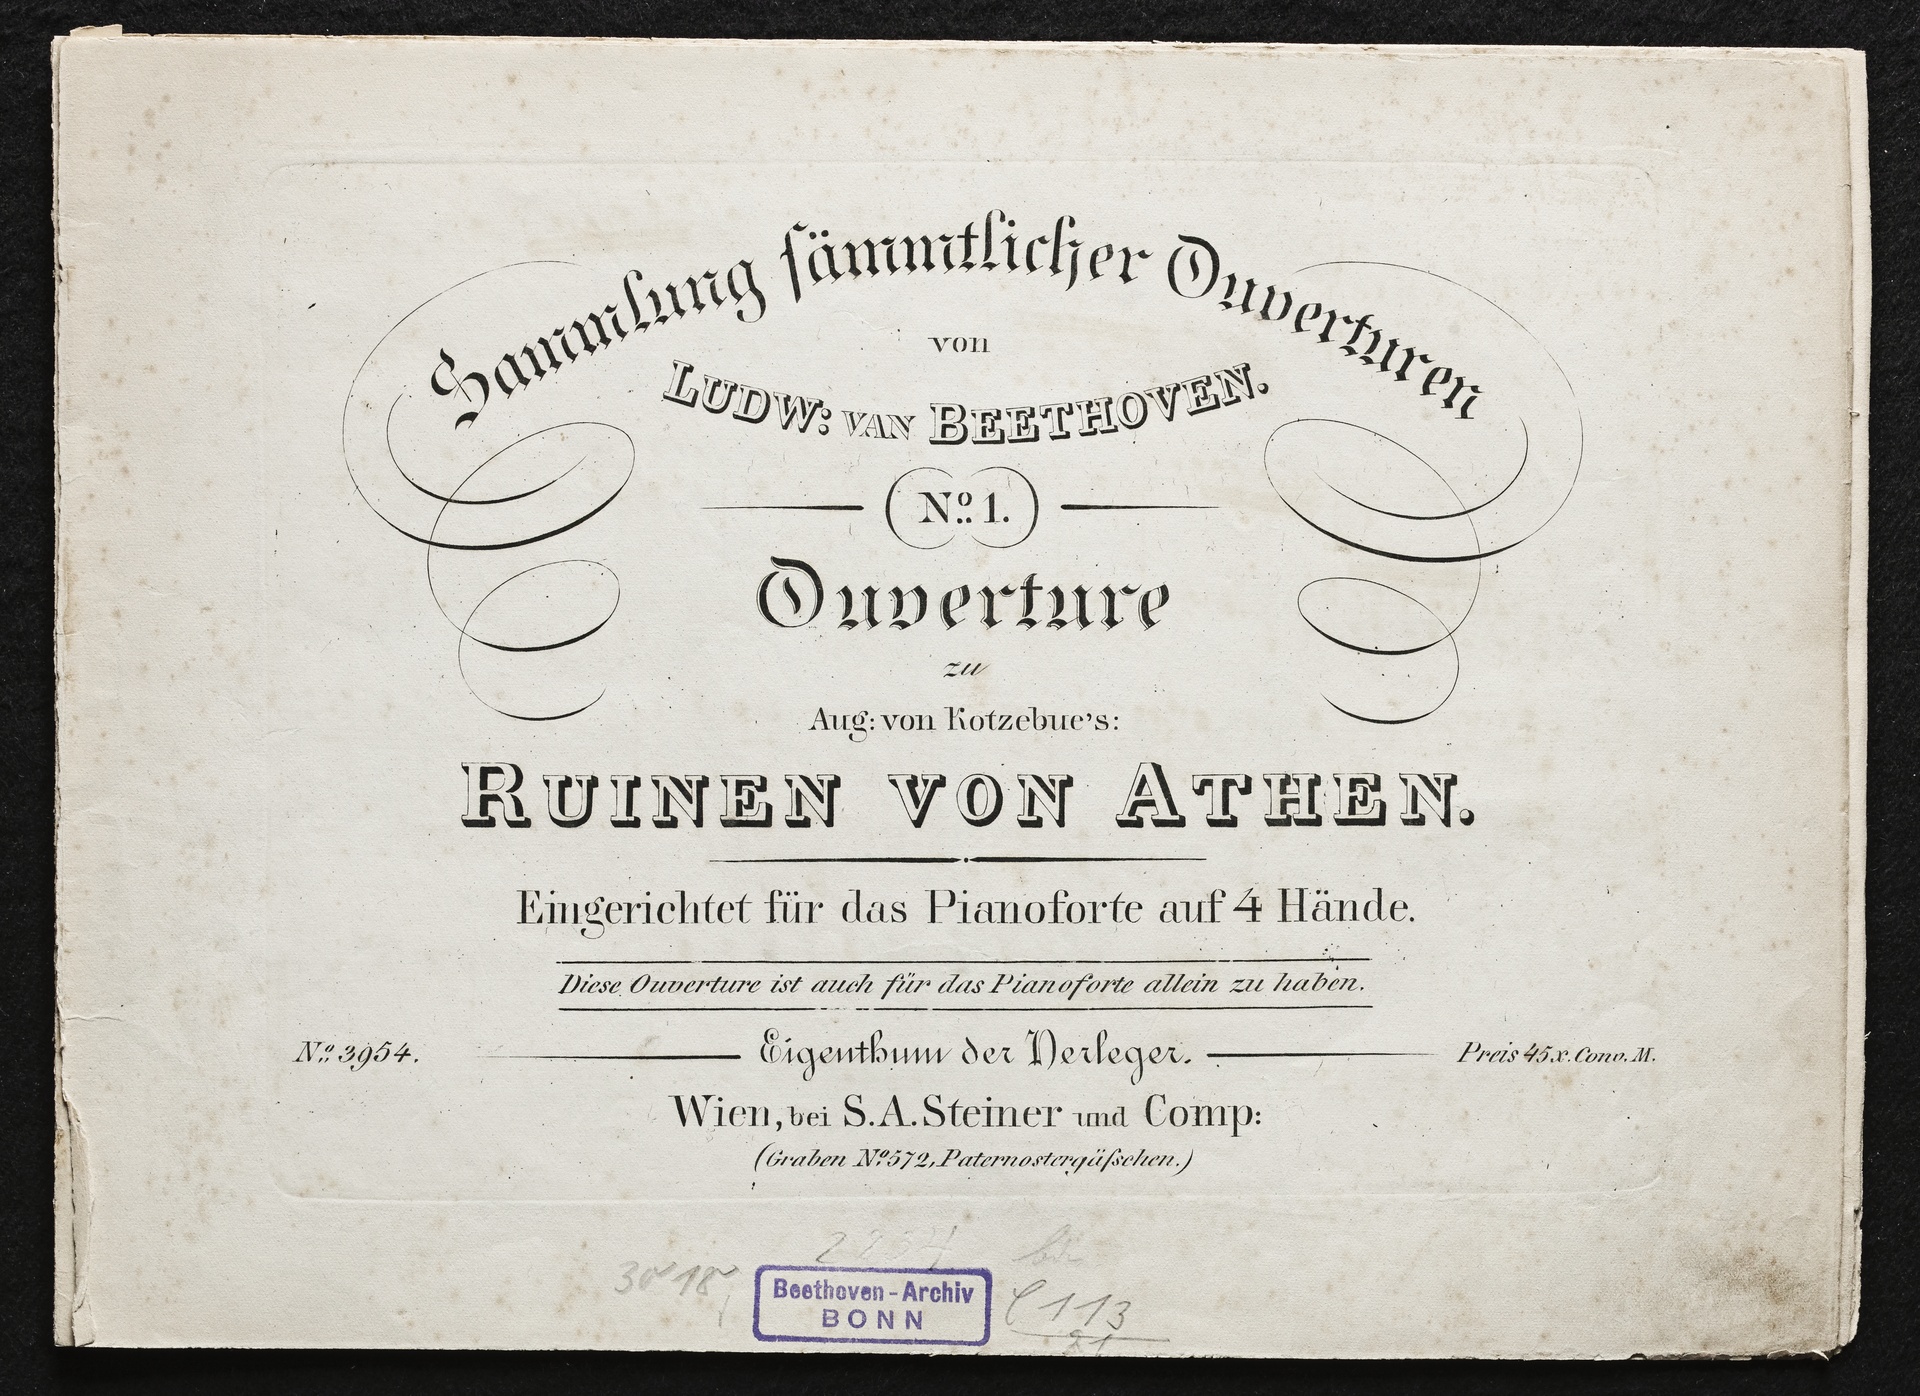 Sammlung sämmtlicher Ouverturen
von
LUDW: VAN BEETHOVEN.
No. 1.
Ouverture
zu
Aug: von Kotzebue's:
RUINEN VON ATHEN.
Eingerichtet für das Pianoforte auf 4 Hände.
Diese Ouverture ist auch für das Pianoforte allein zu haben.
No. 3954. Eigenthum der Verleger. Preis 45 x. Conv. M.
Wien, bei S. A. Steiner und Comp:
(Graben No. 572, Paternostergäſschen.)
Beethoven-Archiv
C 113
BONN
21